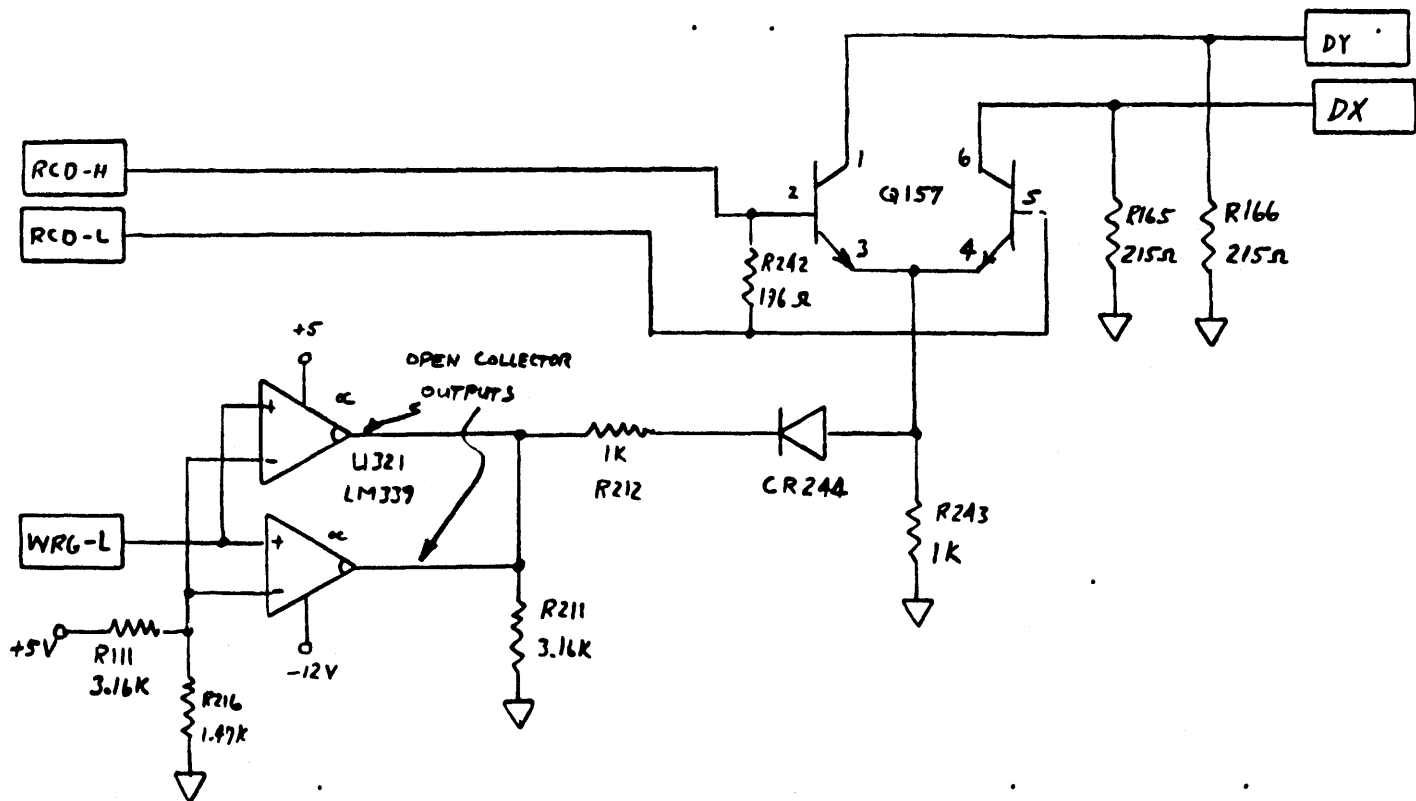 DY
DX
RCD-H
1
6
2
Q157
5
RCD-L
3
4
R165
215Ω
R166
215Ω
R242
196Ω
+5
OPEN COLLECTOR
OUTPUTS
∝
+
-
U321
LM339
1K
R212
CR244
R243
1K
WRG-L
∝
+
-
+5V
R111
3.16K
-12V
R211
3.16K
R216
1.47K